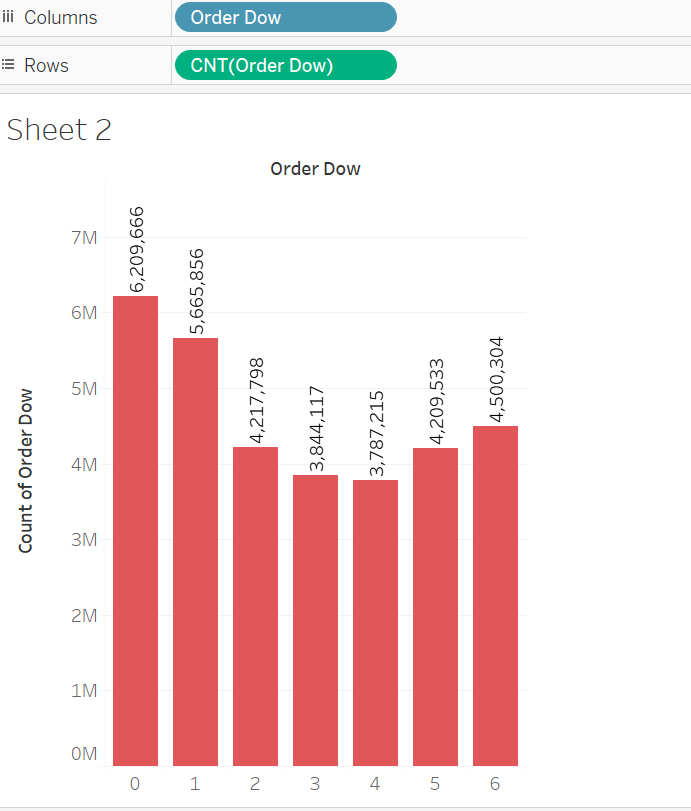 Columns
Order Dow
Rows
CNT(Order Dow)
Sheet 2
Order Dow
Count of Order Dow
7M
6M
5M
4M
3M
2M
1M
0M
6,209,666
5,665,856
4,217,798
3,844,117
3,787,215
4,209,533
4,500,304
0 1 2 3 4 5 6